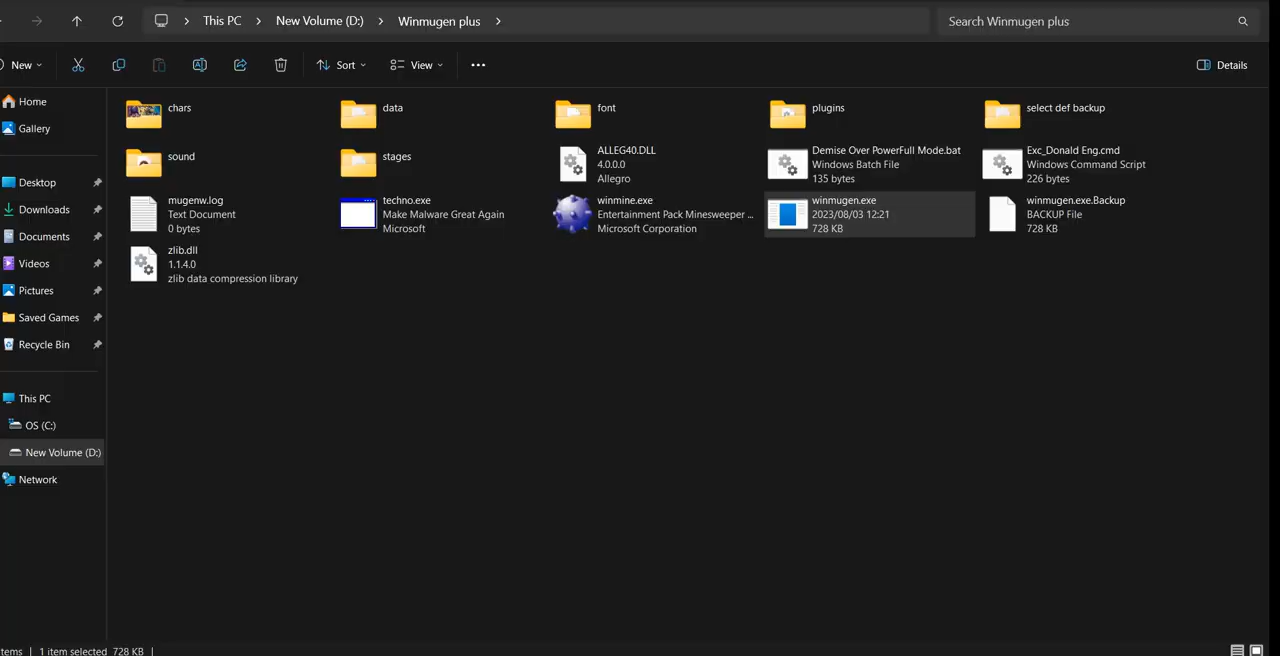 This PC
New Volume (D:)
Winmugen plus
Search Winmugen plus
New
Sort
View
Details
Home
Gallery
Desktop
Downloads
Documents
Videos
Pictures
Saved Games
Recycle Bin
This PC
OS (C:)
New Volume (D:)
Network
chars
data
font
plugins
select def backup
sound
stages
ALLEG40.DLL
4.0.0.0
Allegro
Demise Over PowerFull Mode.bat
Windows Batch File
135 bytes
Exc_Donald Eng.cmd
Windows Command Script
226 bytes
mugenw.log
Text Document
0 bytes
techno.exe
Make Malware Great Again
Microsoft
winmine.exe
Entertainment Pack Minesweeper ...
Microsoft Corporation
winmugen.exe
2023/08/03 12:21
728 KB
winmugen.exe.Backup
BACKUP File
728 KB
zlib.dll
1.1.4.0
zlib data compression library
tems | 1 item selected 728 KB |